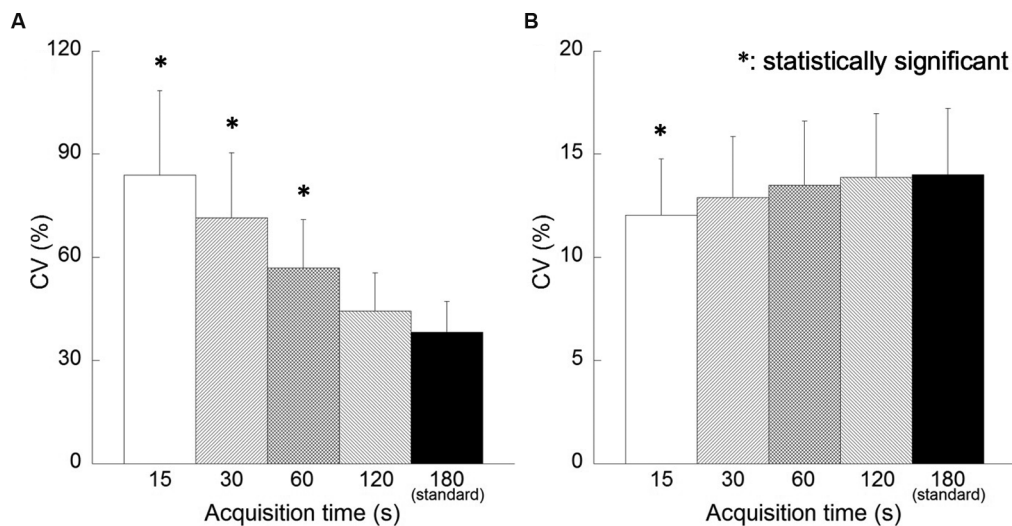 A
CV (%)
120
90
60
30
0
*
*
*
15 30 60 120 180
(standard)
Acquisition time (s)
B
CV (%)
20
15
10
5
0
*: statistically significant
*
15 30 60 120 180
(standard)
Acquisition time (s)